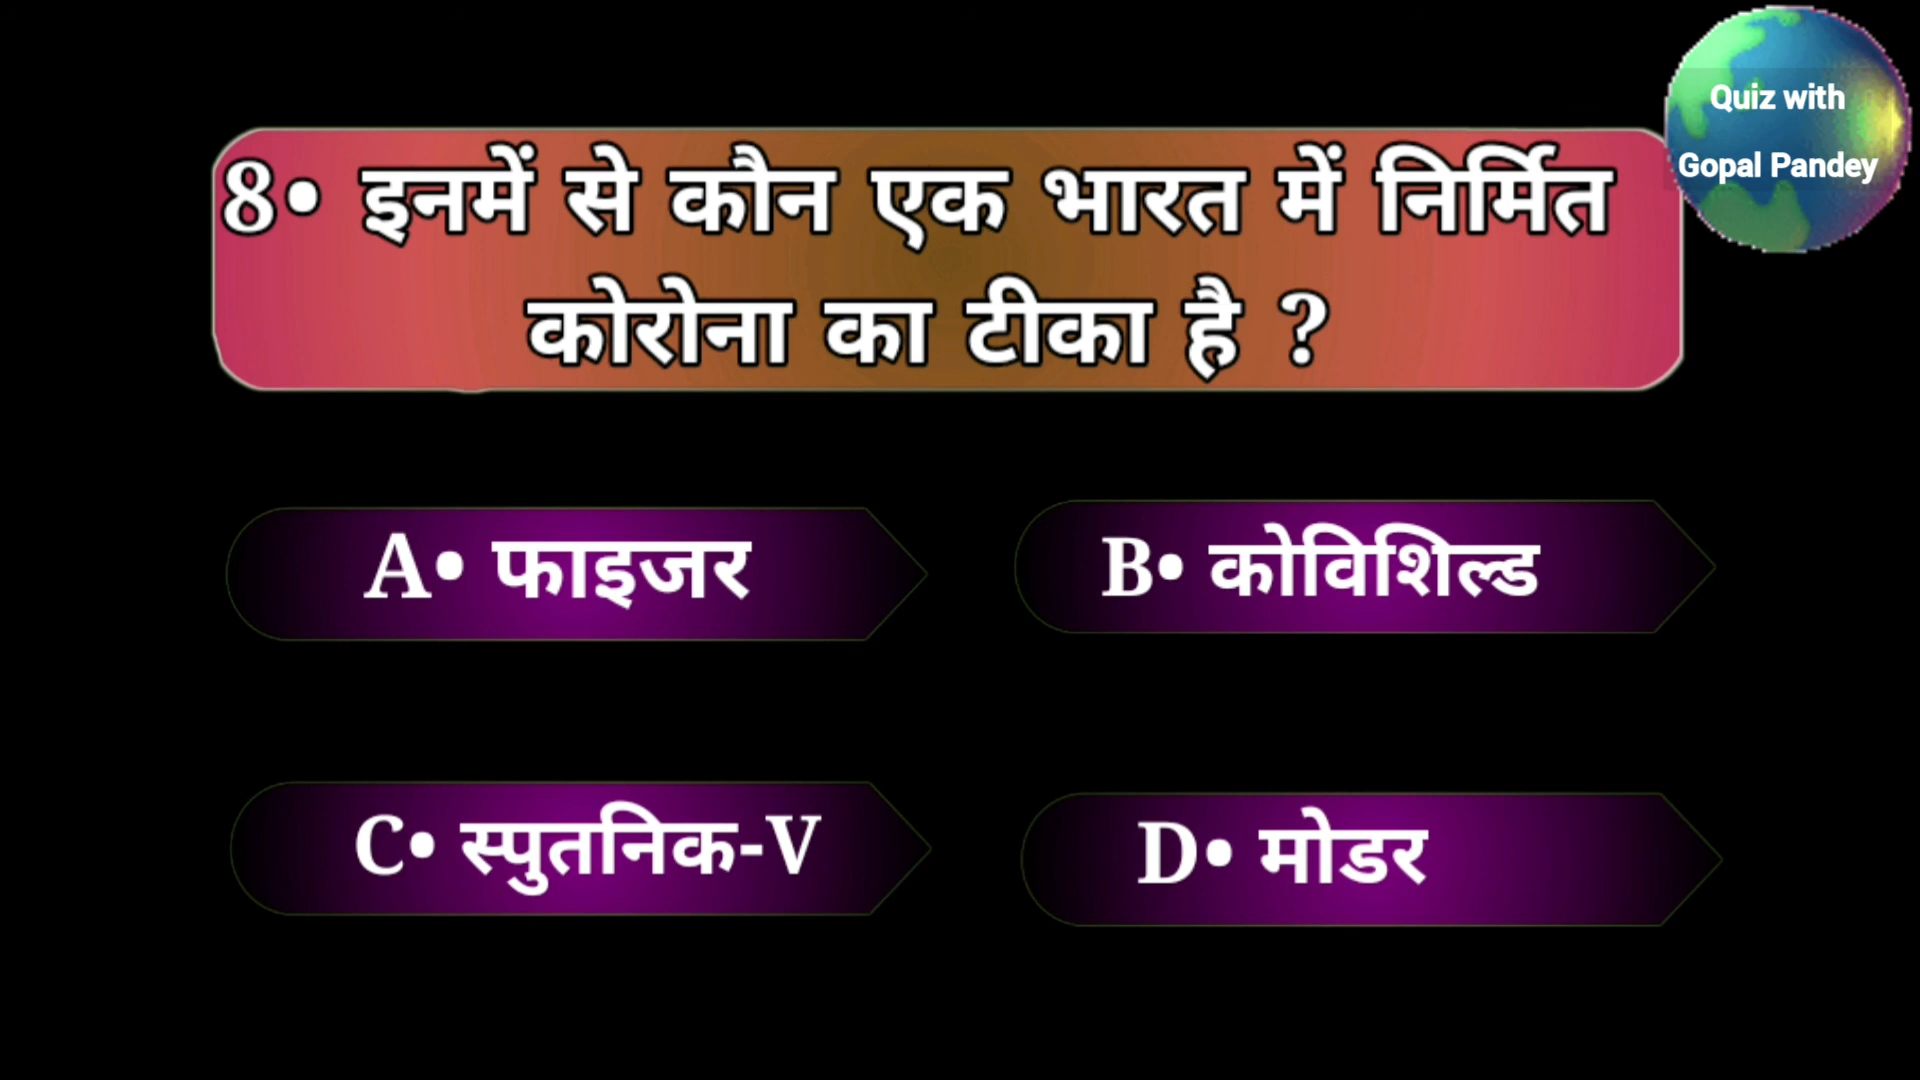 Quiz with
Gopal Pandey
8• इनमें से कौन एक भारत में निर्मित
कोरोना का टीका है ?
A• फाइजर
B• कोविशिल्ड
C• स्पुतनिक-V
D• मोडर